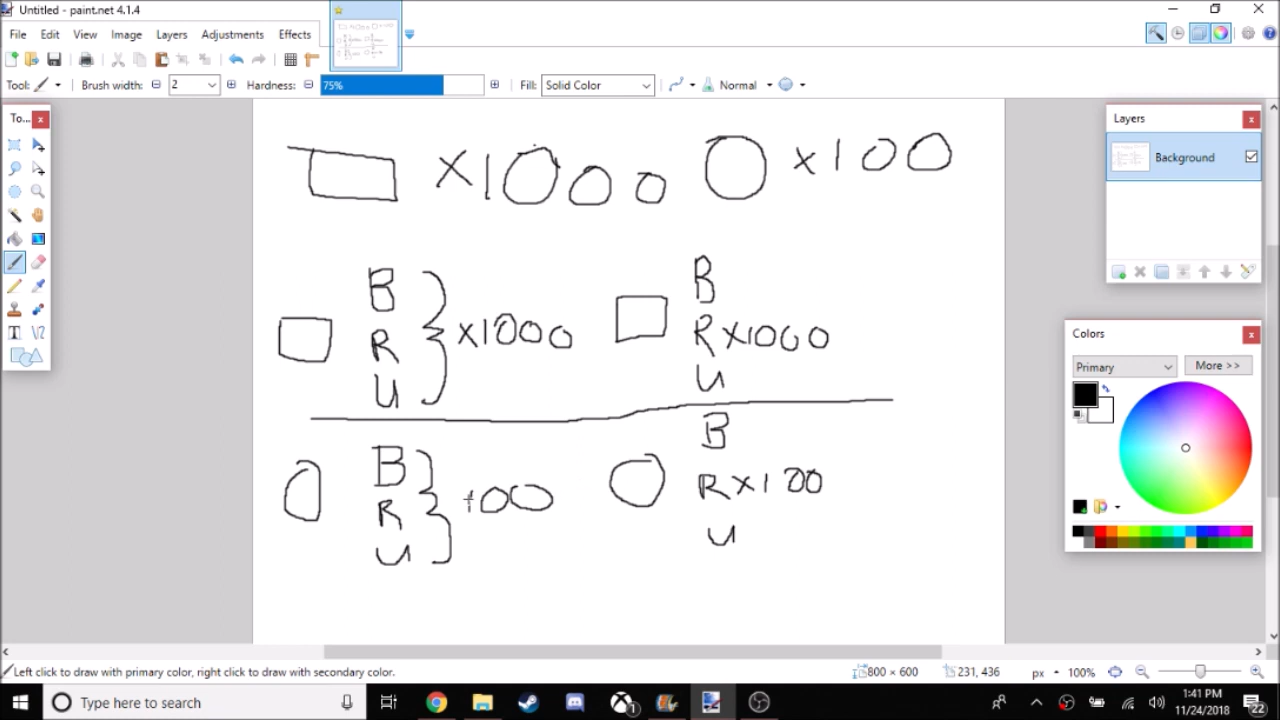 Untitled - paint.net 4.1.4
File Edit View Image Layers Adjustments Effects
Tool: Brush width: 2 Hardness: 75% Fill: Solid Color Normal
To...
x1000 x100
B
R x1000
U
B
R x1000
U
B
R 100
U
B
R x100
U
Layers
Background
Colors
Primary More >>
Left click to draw with primary color, right click to draw with secondary color. 800 × 600 231, 436 px 100%
Type here to search
1
1:41 PM
11/24/2018
22